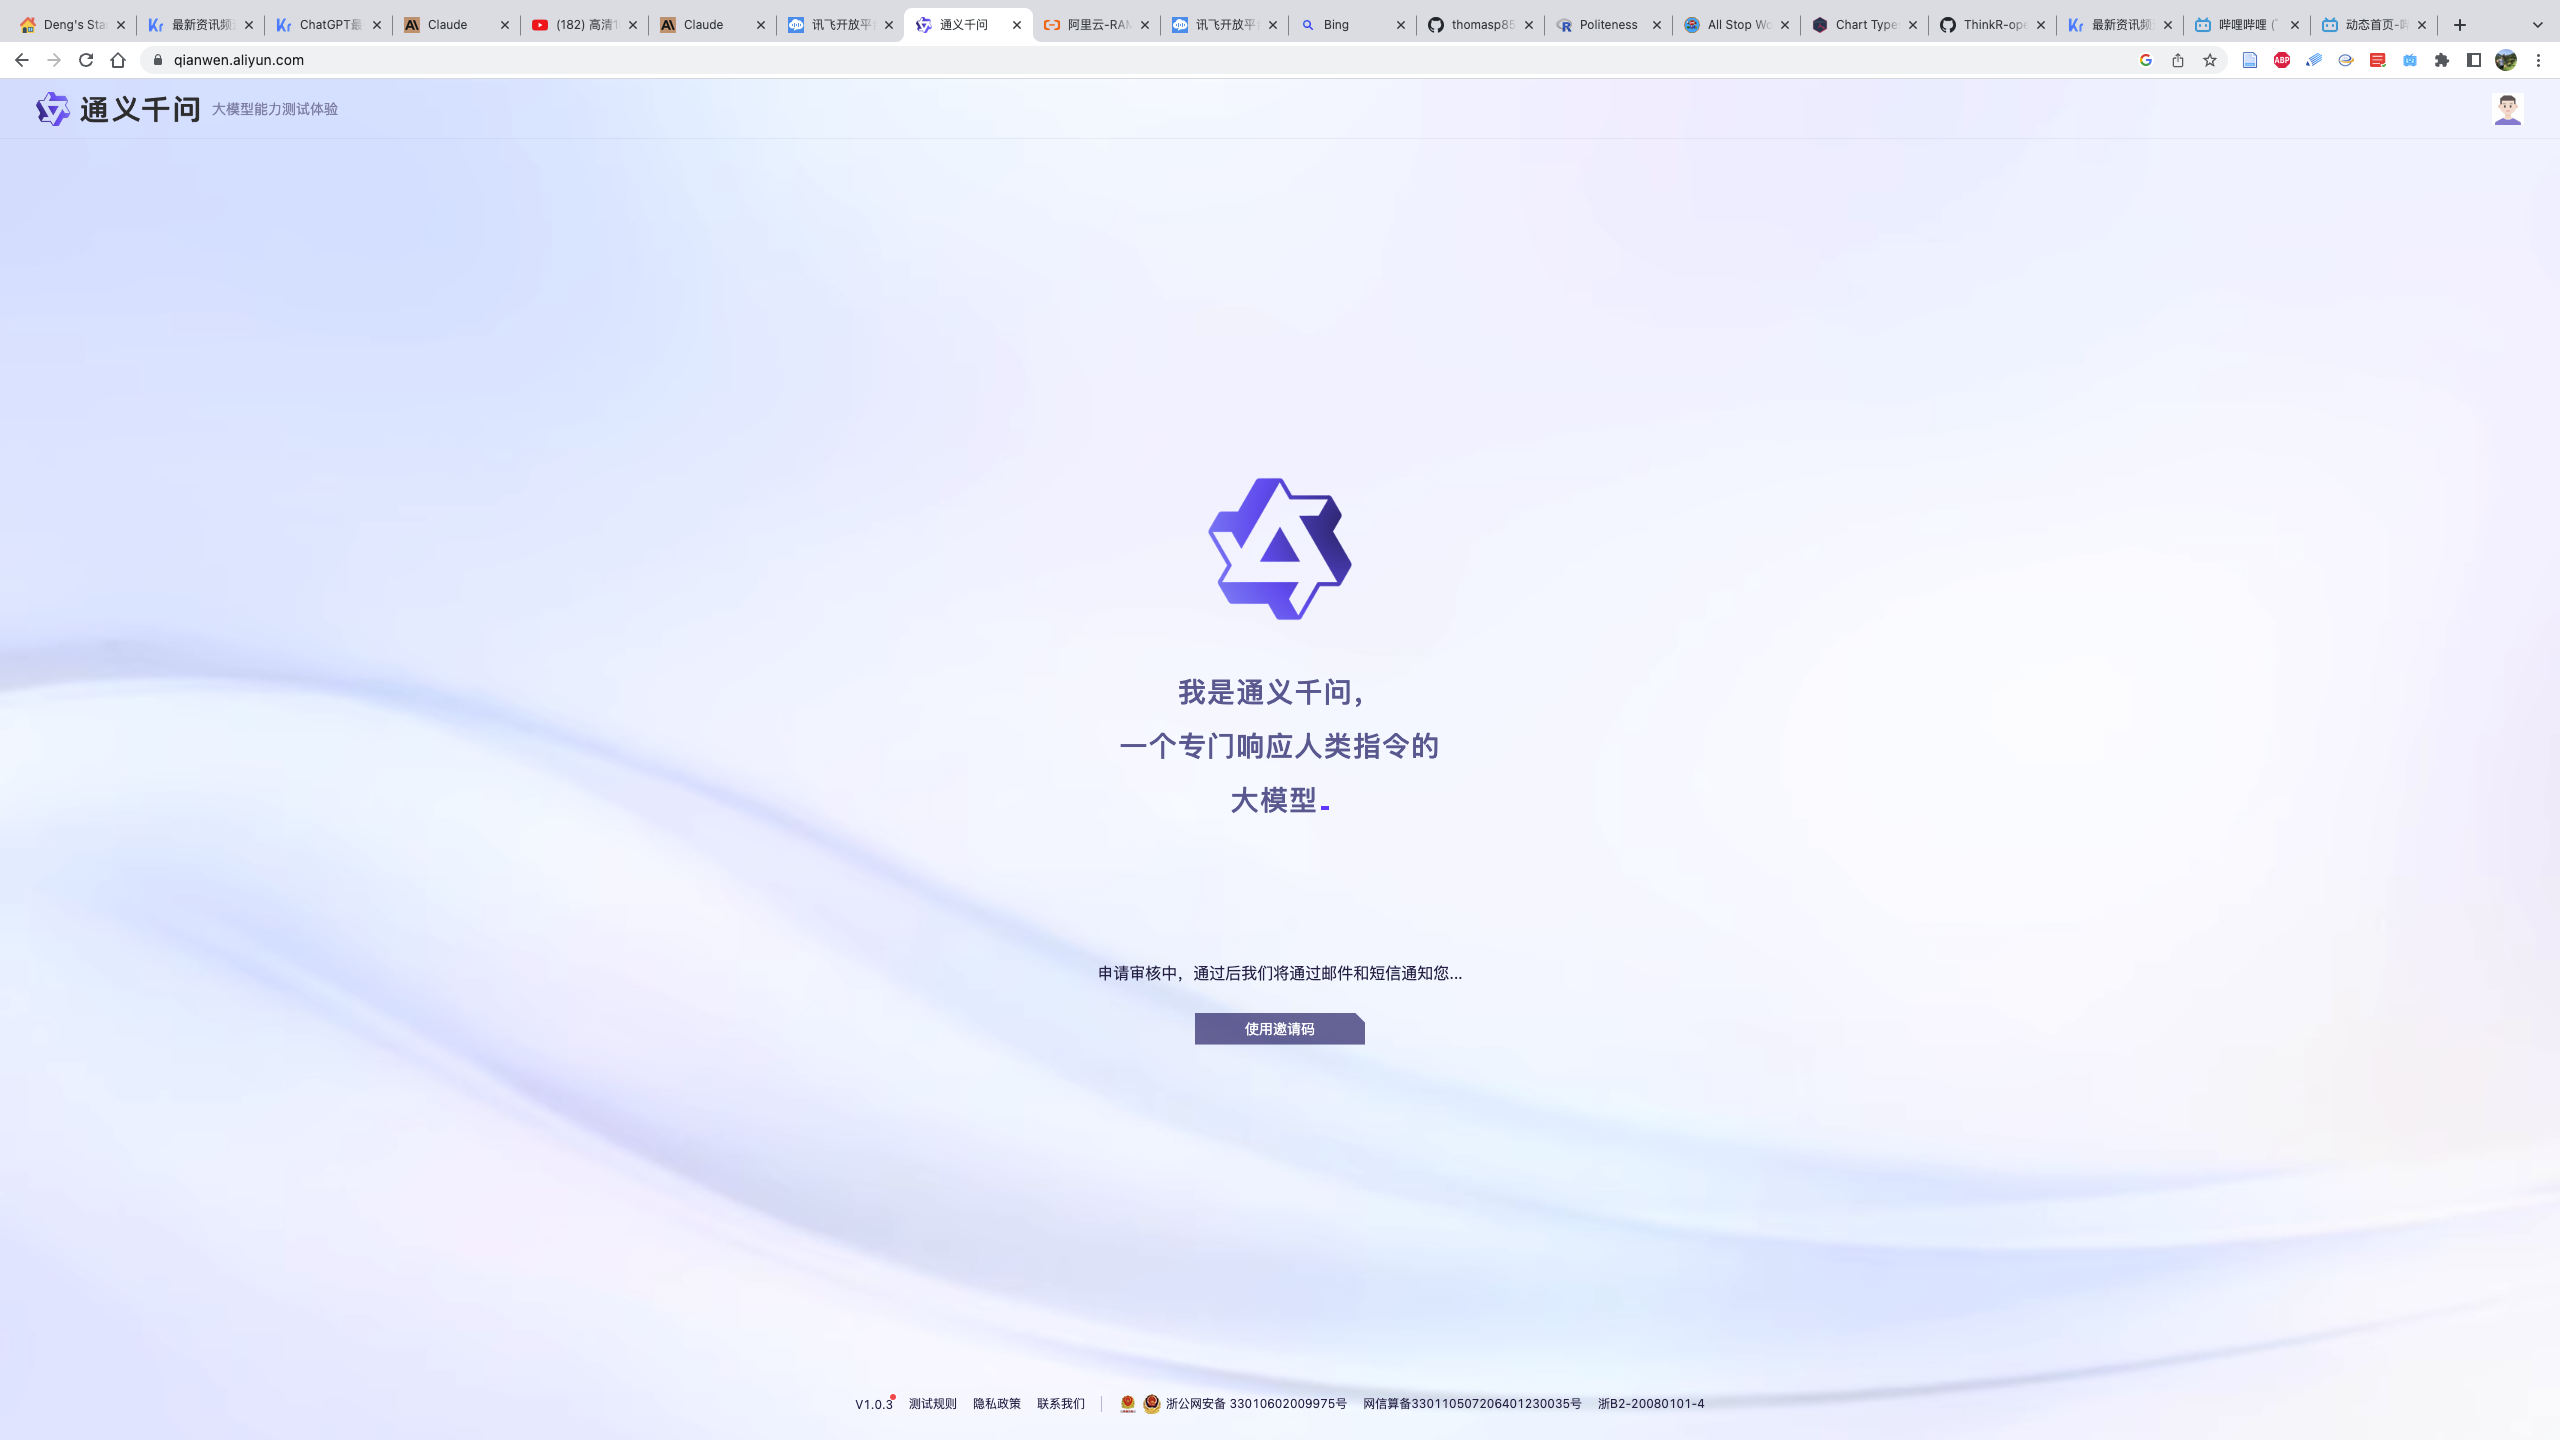 Deng's Sta
最新资讯频
ChatGPT最
Claude
(182) 高清1
Claude
讯飞开放平台
通义千问
阿里云-RAM
讯飞开放平台
Bing
thomasp85
Politeness
All Stop Wo
Chart Types
ThinkR-ope
最新资讯频
哔哩哔哩 (
动态首页-哔
qianwen.aliyun.com
ABP
通义千问 大模型能力测试体验
我是通义千问，
一个专门响应人类指令的
大模型
申请审核中，通过后我们将通过邮件和短信通知您...
使用邀请码
V1.0.3 测试规则 隐私政策 联系我们 浙公网安备 33010602009975号 网信算备330110507206401230035号 浙B2-20080101-4